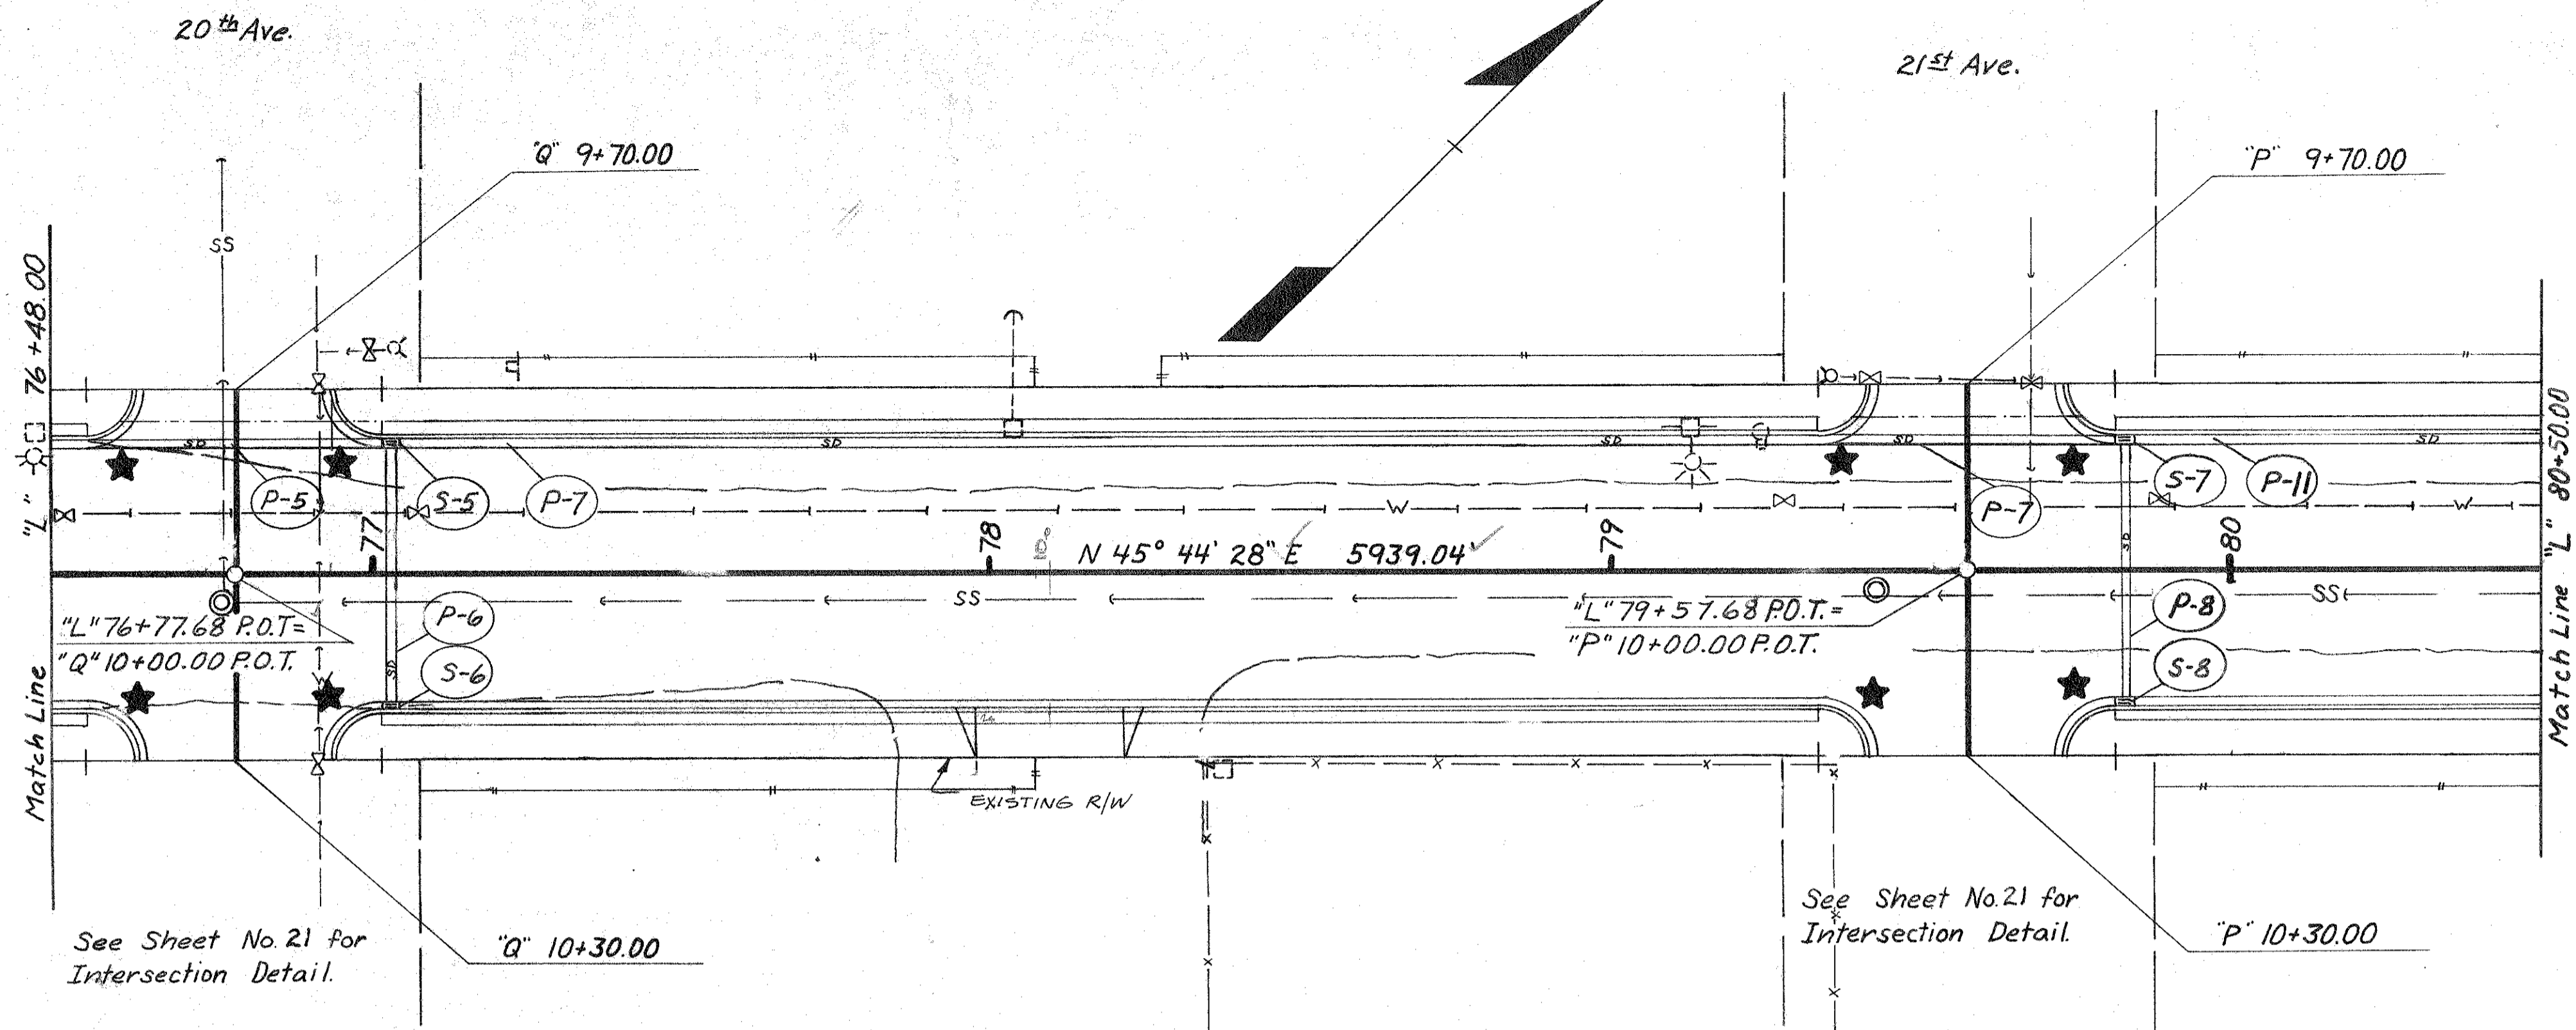 20th Ave.
21st Ave.
"Q" 9+70.00
"P" 9+70.00
SS
"L" 76+48.00
Match Line
SD
SD
SD
SD
SD
P-5
S-5
P-7
S-7
P-11
P-7
W
W
77
78
79
80
N 45° 44' 28" E 5939.04'
SS
SS
"L" 76+77.68 P.O.T.=
"Q" 10+00.00 P.O.T.
P-6
S-6
SD
"L" 79+57.68 P.O.T.=
"P" 10+00.00 P.O.T.
SD
P-8
S-8
W
EXISTING R/W
"L" 80+50.00
Match Line
See Sheet No. 21 for
Intersection Detail.
"Q" 10+30.00
See Sheet No. 21 for
Intersection Detail.
"P" 10+30.00